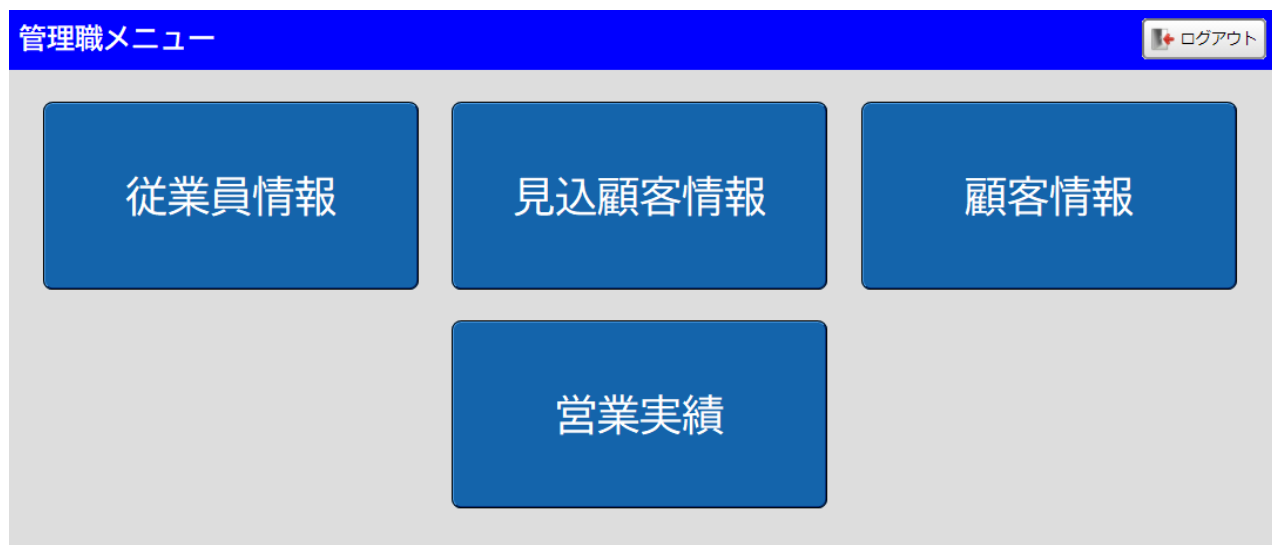 管理職メニュー
ログアウト
従業員情報
見込顧客情報
顧客情報
営業実績